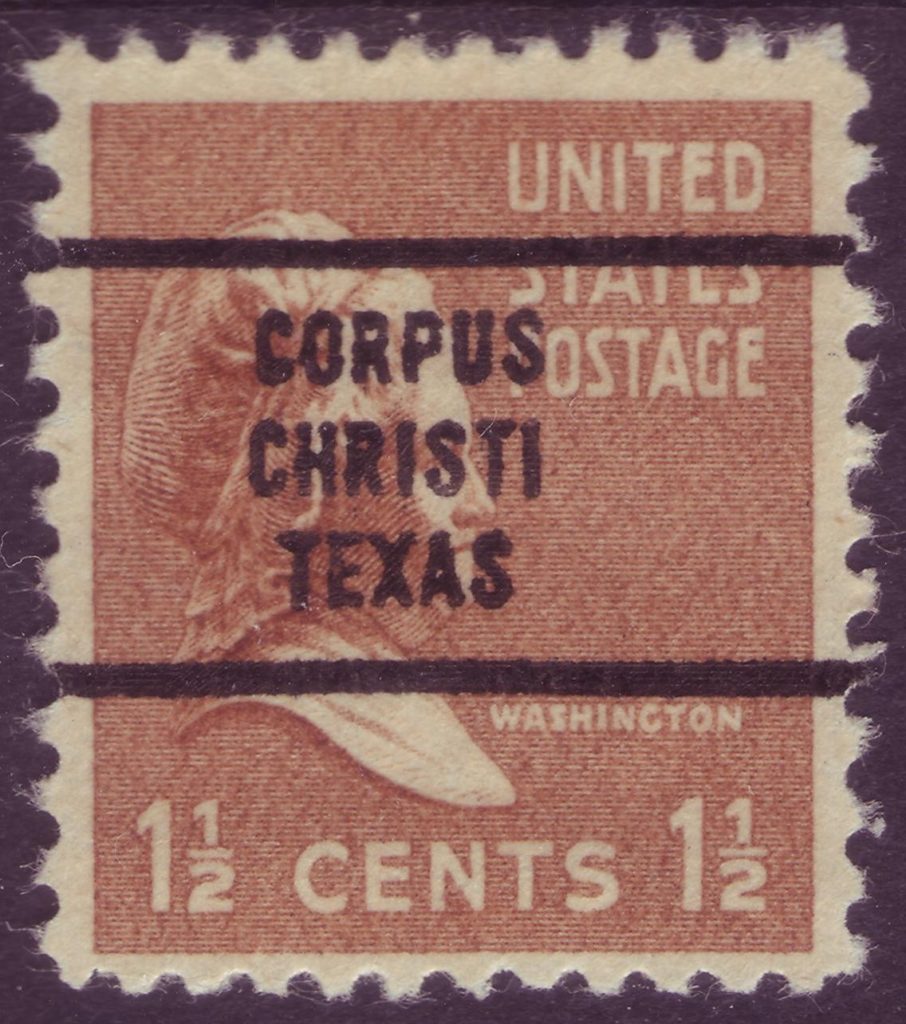 UNITED
STATES
POSTAGE
CORPUS
CHRISTI
TEXAS
WASHINGTON
1½ CENTS 1½